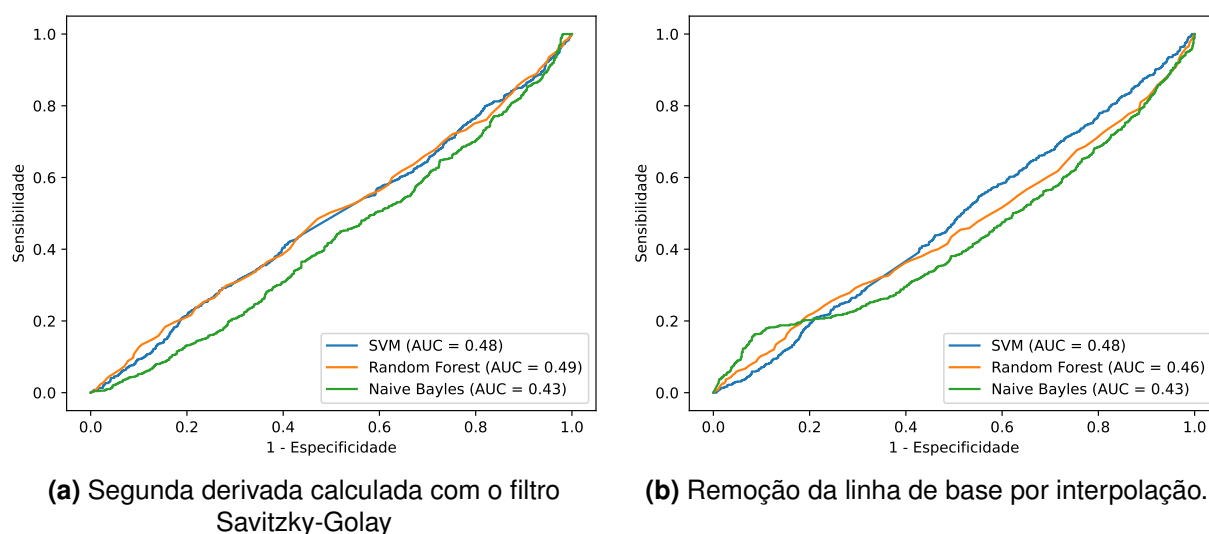 1.0
0.8
0.6
0.4
0.2
0.0
Sensibilidade
SVM (AUC = 0.48)
Random Forest (AUC = 0.49)
Naive Bayles (AUC = 0.43)
0.0 0.2 0.4 0.6 0.8 1.0
1 - Especificidade
(a) Segunda derivada calculada com o filtro
Savitzky-Golay
1.0
0.8
0.6
0.4
0.2
0.0
Sensibilidade
SVM (AUC = 0.48)
Random Forest (AUC = 0.46)
Naive Bayles (AUC = 0.43)
0.0 0.2 0.4 0.6 0.8 1.0
1 - Especificidade
(b) Remoção da linha de base por interpolação.